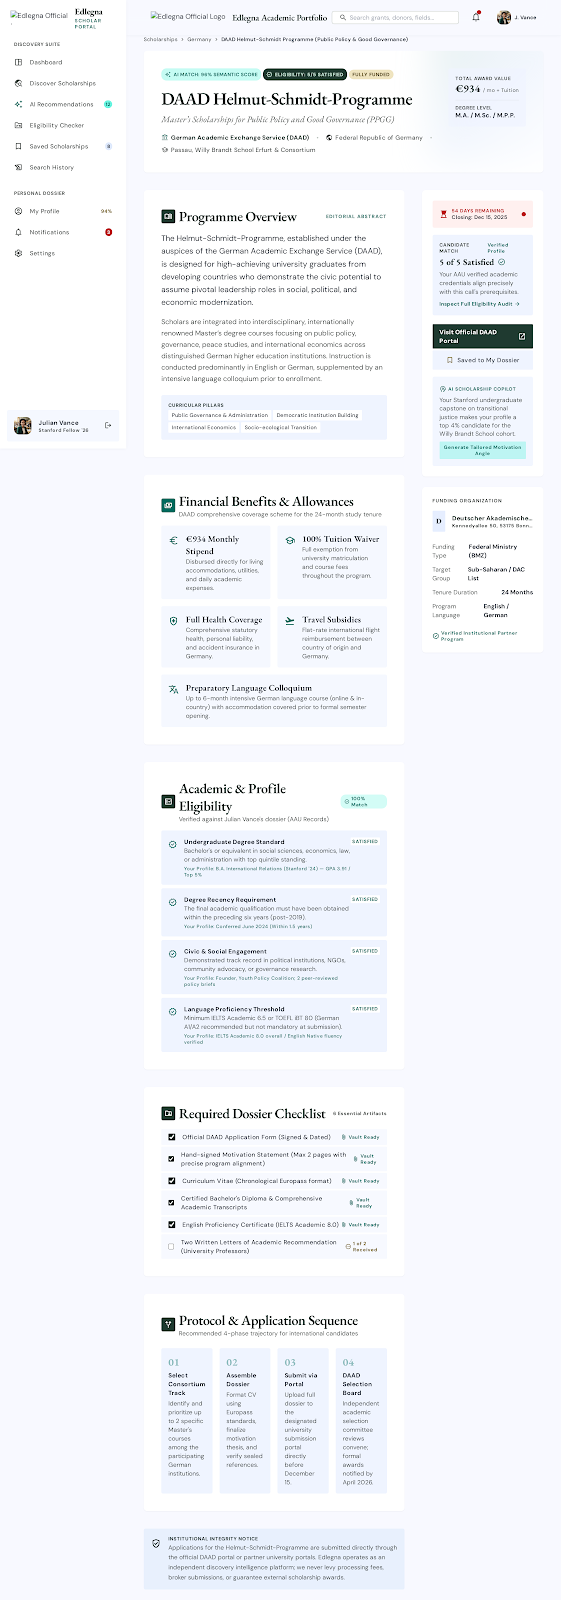 Edlegna Official Logo
Edlegna
SCHOLAR PORTAL
DISCOVERY SUITE
Dashboard
Discover Scholarships
AI Recommendations 12
Eligibility Checker
Saved Scholarships 8
Search History
PERSONAL DOSSIER
My Profile 94%
Notifications 3
Settings
Julian Vance
Stanford Fellow '26
Edlegna Official Logo
Edlegna Academic Portfolio
Search grants, donors, fields...
J. Vance
Scholarships > Germany > DAAD Helmut-Schmidt Programme (Public Policy & Good Governance)
AI MATCH: 96% SEMANTIC SCORE
ELIGIBILITY: 5/5 SATISFIED
FULLY FUNDED
DAAD Helmut-Schmidt-Programme
Master's Scholarships for Public Policy and Good Governance (PPGG)
German Academic Exchange Service (DAAD) • Federal Republic of Germany •
Passau, Willy Brandt School Erfurt & Consortium
TOTAL AWARD VALUE
€934 / mo + Tuition
DEGREE LEVEL
M.A. / M.Sc. / M.P.P.
Programme Overview
EDITORIAL ABSTRACT
The Helmut-Schmidt-Programme, established under the
auspices of the German Academic Exchange Service (DAAD),
is designed for high-achieving university graduates from
developing countries who demonstrate the civic potential to
assume pivotal leadership roles in social, political, and
economic modernization.
Scholars are integrated into interdisciplinary, internationally
renowned Master's degree courses focusing on public policy,
governance, peace studies, and international economics across
distinguished German higher education institutions. Instruction is
conducted predominantly in English or German, supplemented by an
intensive language colloquium prior to enrollment.
CURRICULAR PILLARS
Public Governance & Administration
Democratic Institution Building
International Economics
Socio-ecological Transition
Financial Benefits & Allowances
DAAD comprehensive coverage scheme for the 24-month study tenure
€934 Monthly
Stipend
Disbursed directly for living
accommodations, utilities,
and daily academic
expenses.
100% Tuition Waiver
Full exemption from
university matriculation
and course fees
throughout the program.
Full Health Coverage
Comprehensive statutory
health, personal liability,
and accident insurance in
Germany.
Travel Subsidies
Flat-rate international flight
reimbursement between
country of origin and
Germany.
Preparatory Language Colloquium
Up to 6-month intensive German language course (online & in-
country) with accommodation covered prior to formal semester
opening.
Academic & Profile
Eligibility
100%
Match
Verified against Julian Vance's dossier (AAU Records)
Undergraduate Degree Standard
SATISFIED
Bachelor's or equivalent in social sciences, economics, law,
or administration with top quintile standing.
Your Profile: B.A. International Relations (Stanford '24) — GPA 3.91 /
Top 5%
Degree Recency Requirement
SATISFIED
The final academic qualification must have been obtained
within the preceding six years (post-2019).
Your Profile: Conferred June 2024 (Within 1.5 years)
Civic & Social Engagement
SATISFIED
Demonstrated track record in political institutions, NGOs,
community advocacy, or governance research.
Your Profile: Founder, Youth Policy Coalition; 2 peer-reviewed
policy briefs
Language Proficiency Threshold
SATISFIED
Minimum IELTS Academic 6.5 or TOEFL iBT 80 (German
A1/A2 recommended but not mandatory at submission).
Your Profile: IELTS Academic 8.0 overall / English Native fluency
verified
Required Dossier Checklist
6 Essential Artifacts
Official DAAD Application Form (Signed & Dated)
Vault Ready
Hand-signed Motivation Statement (Max 2 pages with
precise program alignment)
Vault
Ready
Curriculum Vitae (Chronological Europass format)
Vault Ready
Certified Bachelor's Diploma & Comprehensive
Academic Transcripts
Vault
Ready
English Proficiency Certificate (IELTS Academic 8.0)
Vault Ready
Two Written Letters of Academic Recommendation
(University Professors)
1 of 2
Received
Protocol & Application Sequence
Recommended 4-phase trajectory for international candidates
01
Select
Consortium
Track
Identify and
prioritize up
to 2 specific
Master's
courses
among the
participating
German
institutions.
02
Assemble
Dossier
Format CV
using
Europass
standards,
finalize
motivation
thesis, and
verify sealed
references.
03
Submit via
Portal
Upload full
dossier to
the
designated
university
submission
portal
directly
before
December
15.
04
DAAD
Selection
Board
Independent
academic
selection
committee
reviews
convene;
formal
awards
notified by
April 2026.
INSTITUTIONAL INTEGRITY NOTICE
Applications for the Helmut-Schmidt-Programme are submitted directly through
the official DAAD portal or partner university portals. Edlegna operates as an
independent discovery intelligence platform; we never levy processing fees,
broker submissions, or guarantee external scholarship awards.
54 DAYS REMAINING
Closing: Dec 15, 2025
CANDIDATE
MATCH
Verified
Profile
5 of 5 Satisfied
Your AAU verified academic
credentials align precisely
with this call's prerequisites.
Inspect Full Eligibility Audit →
Visit Official DAAD
Portal
Saved to My Dossier
AI SCHOLARSHIP COPILOT
Your Stanford undergraduate
capstone on transitional
justice makes your profile a
top 4% candidate for the
Willy Brandt School cohort.
Generate Tailored Motivation
Angle
FUNDING ORGANIZATION
D
Deutscher Akademische...
Kennedyallee 50, 53175 Bonn...
Funding
Type
Federal Ministry
(BMZ)
Target
Group
Sub-Saharan / DAC
List
Tenure Duration
24 Months
Program
Language
English /
German
Verified Institutional Partner
Program